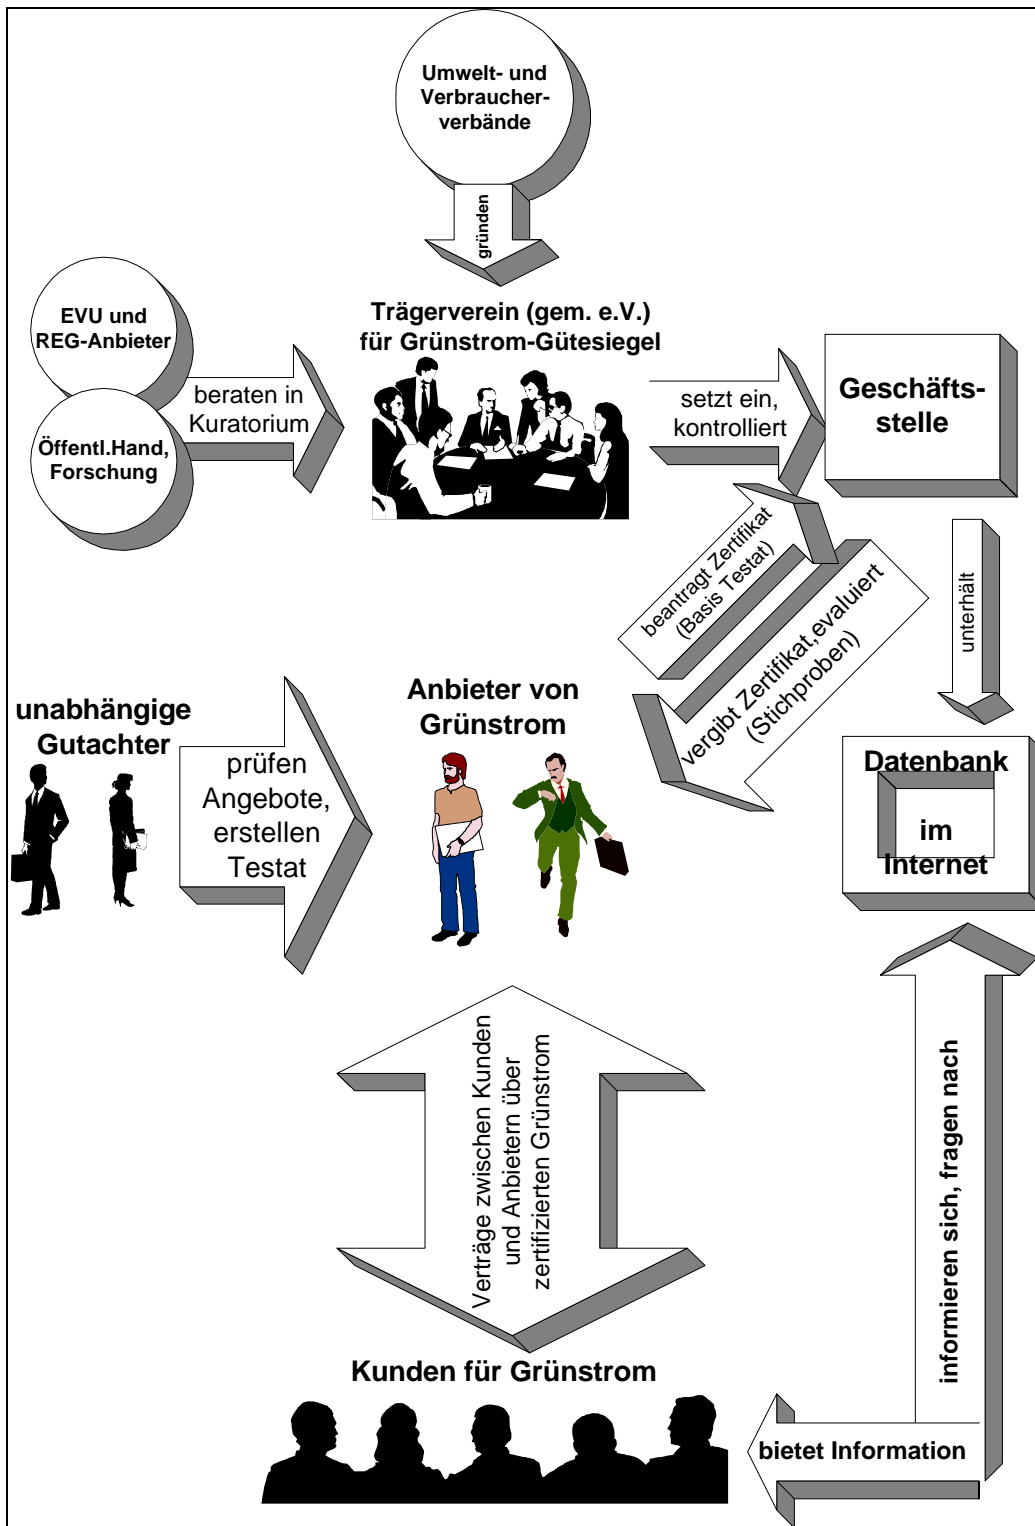 Umwelt- und
Verbraucher-
verbände
gründen
EVU und
REG-Anbieter
Öffentl.Hand,
Forschung
beraten in
Kuratorium
Trägerverein (gem. e.V.)
für Grünstrom-Gütesiegel
setzt ein,
kontrolliert
Geschäfts-
stelle
beantragt Zertifikat
(Basis Testat)
vergibt Zertifikat,evaluiert
(Stichproben)
unterhält
unabhängige
Gutachter
prüfen
Angebote,
erstellen
Testat
Anbieter von
Grünstrom
Datenbank
im
Internet
Verträge zwischen Kunden
und Anbietern über
zertifizierten Grünstrom
informieren sich, fragen nach
Kunden für Grünstrom
bietet Information